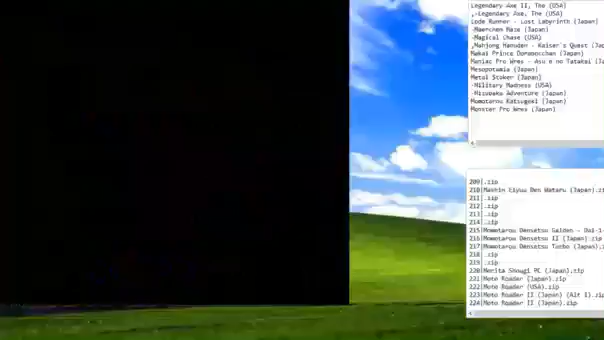 Legendary Axe II, The (USA)
,-Legendary Axe, The (USA)
Lode Runner - Lost Labyrinth (Japan)
-Maerchen Maze (Japan)
-Magical Chase (USA)
,Mahjong - Kaiser's Quest (Jap
Makai Prince Dorabocchan (Japan)
Maniac Pro Wres - Asu e no Tatakai (Ja
Mesopotamia (Japan)
Metal Stoker (Japan)
-Military Madness (USA)
-Mizubaku Adventure (Japan)
Momotarou Katsugeki (Japan)
Monster Pro Wres (Japan)
209 .zip
210 Mashin Eiyuu Den Wataru (Japan).zi
211 .zip
212 .zip
213 .zip
214 .zip
215 Momotarou Densetsu Gaiden - Dai-1-
216 Momotarou Densetsu II (Japan).zip
217 Momotarou Densetsu Turbo (Japan).z
218 .zip
219 .zip
220 Morita Shougi PC (Japan).zip
221 Moto Roader (Japan).zip
222 Moto Roader (USA).zip
223 Moto Roader II (Japan) (Alt 1).zip
224 Moto Roader II (Japan).zip